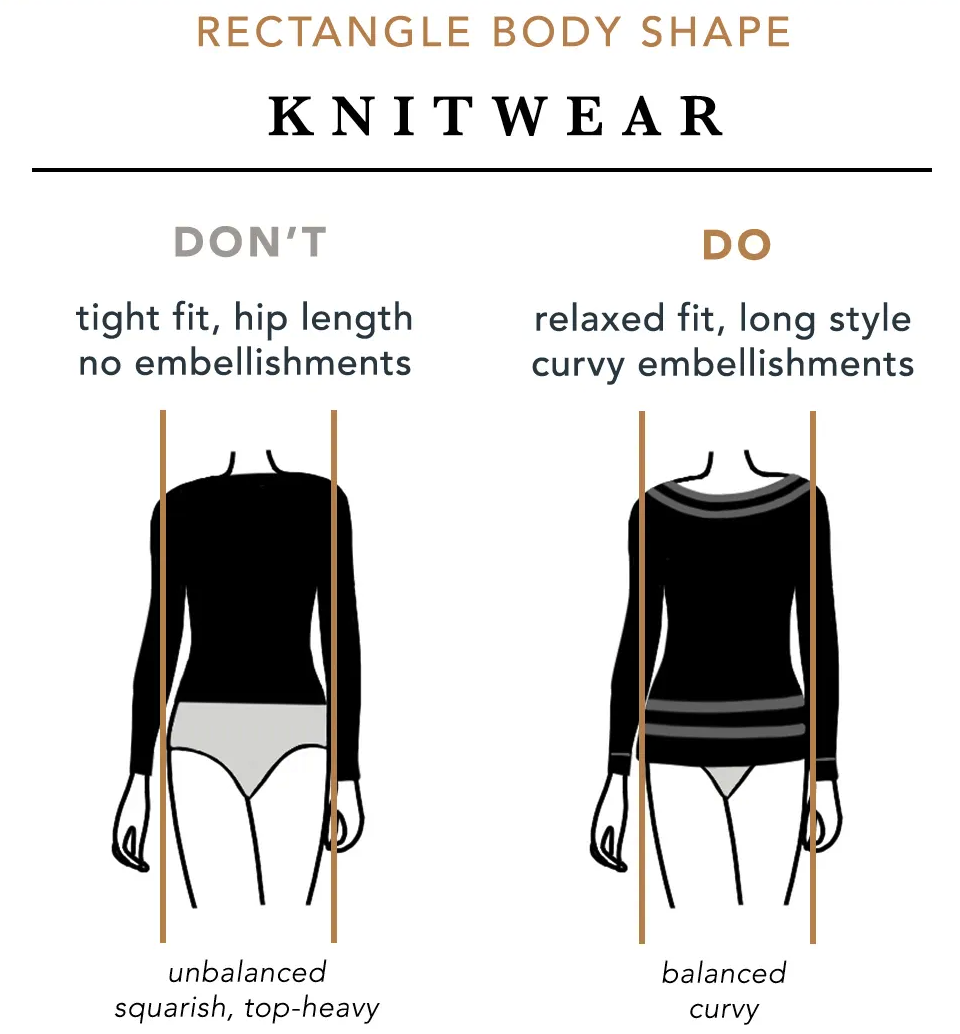 RECTANGLE BODY SHAPE
KNITWEAR
DON'T
tight fit, hip length
no embellishments
unbalanced
squarish, top-heavy
DO
relaxed fit, long style
curvy embellishments
balanced
curvy